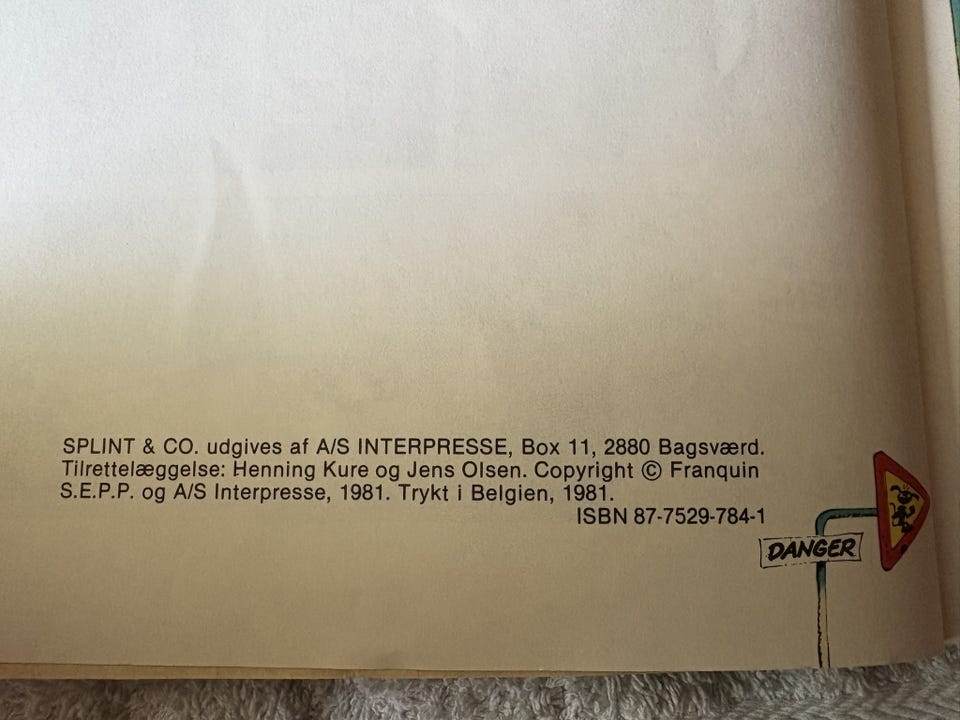 SPLINT & CO. udgives af A/S INTERPRESSE, Box 11, 2880 Bagsværd.
Tilrettelæggelse: Henning Kure og Jens Olsen. Copyright © Franquin
S.E.P.P. og A/S Interpresse, 1981. Trykt i Belgien, 1981.
ISBN 87-7529-784-1
DANGER